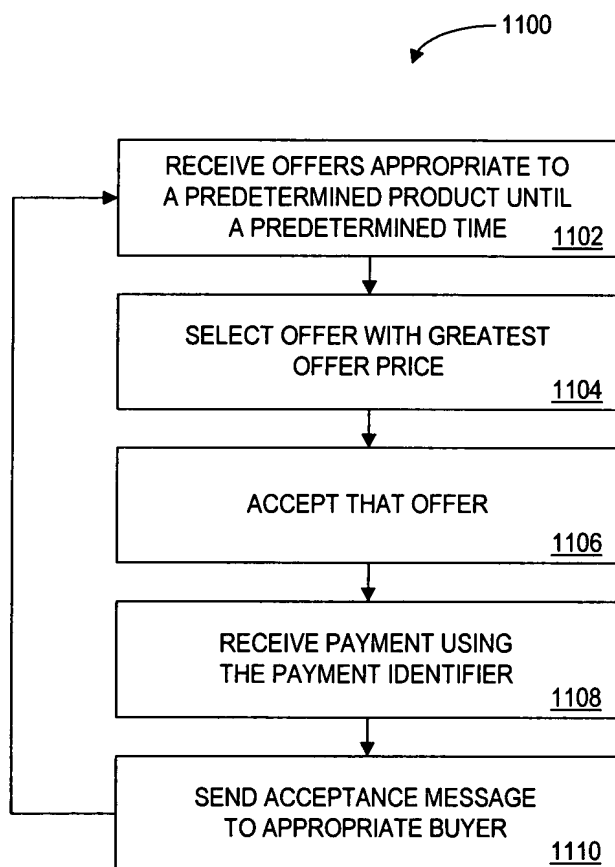 1100
RECEIVE OFFERS APPROPRIATE TO
A PREDETERMINED PRODUCT UNTIL
A PREDETERMINED TIME
1102
SELECT OFFER WITH GREATEST
OFFER PRICE
1104
ACCEPT THAT OFFER
1106
RECEIVE PAYMENT USING
THE PAYMENT IDENTIFIER
1108
SEND ACCEPTANCE MESSAGE
TO APPROPRIATE BUYER
1110